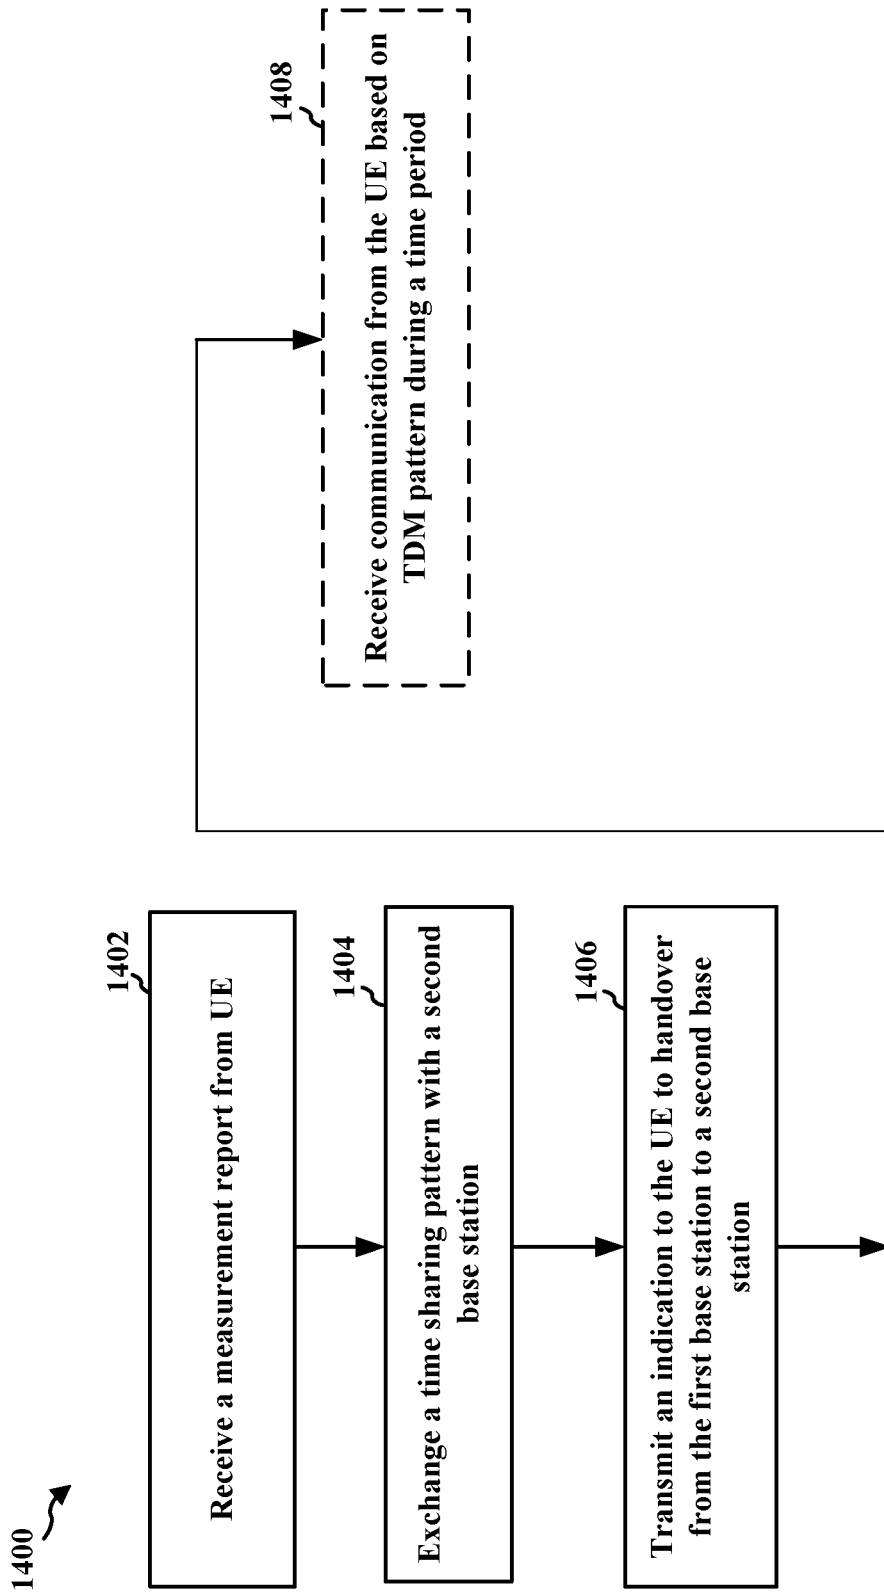 1400
1402
Receive a measurement report from UE
1404
Exchange a time sharing pattern with a second
base station
1406
Transmit an indication to the UE to handover
from the first base station to a second base
station
1408
Receive communication from the UE based on
TDM pattern during a time period